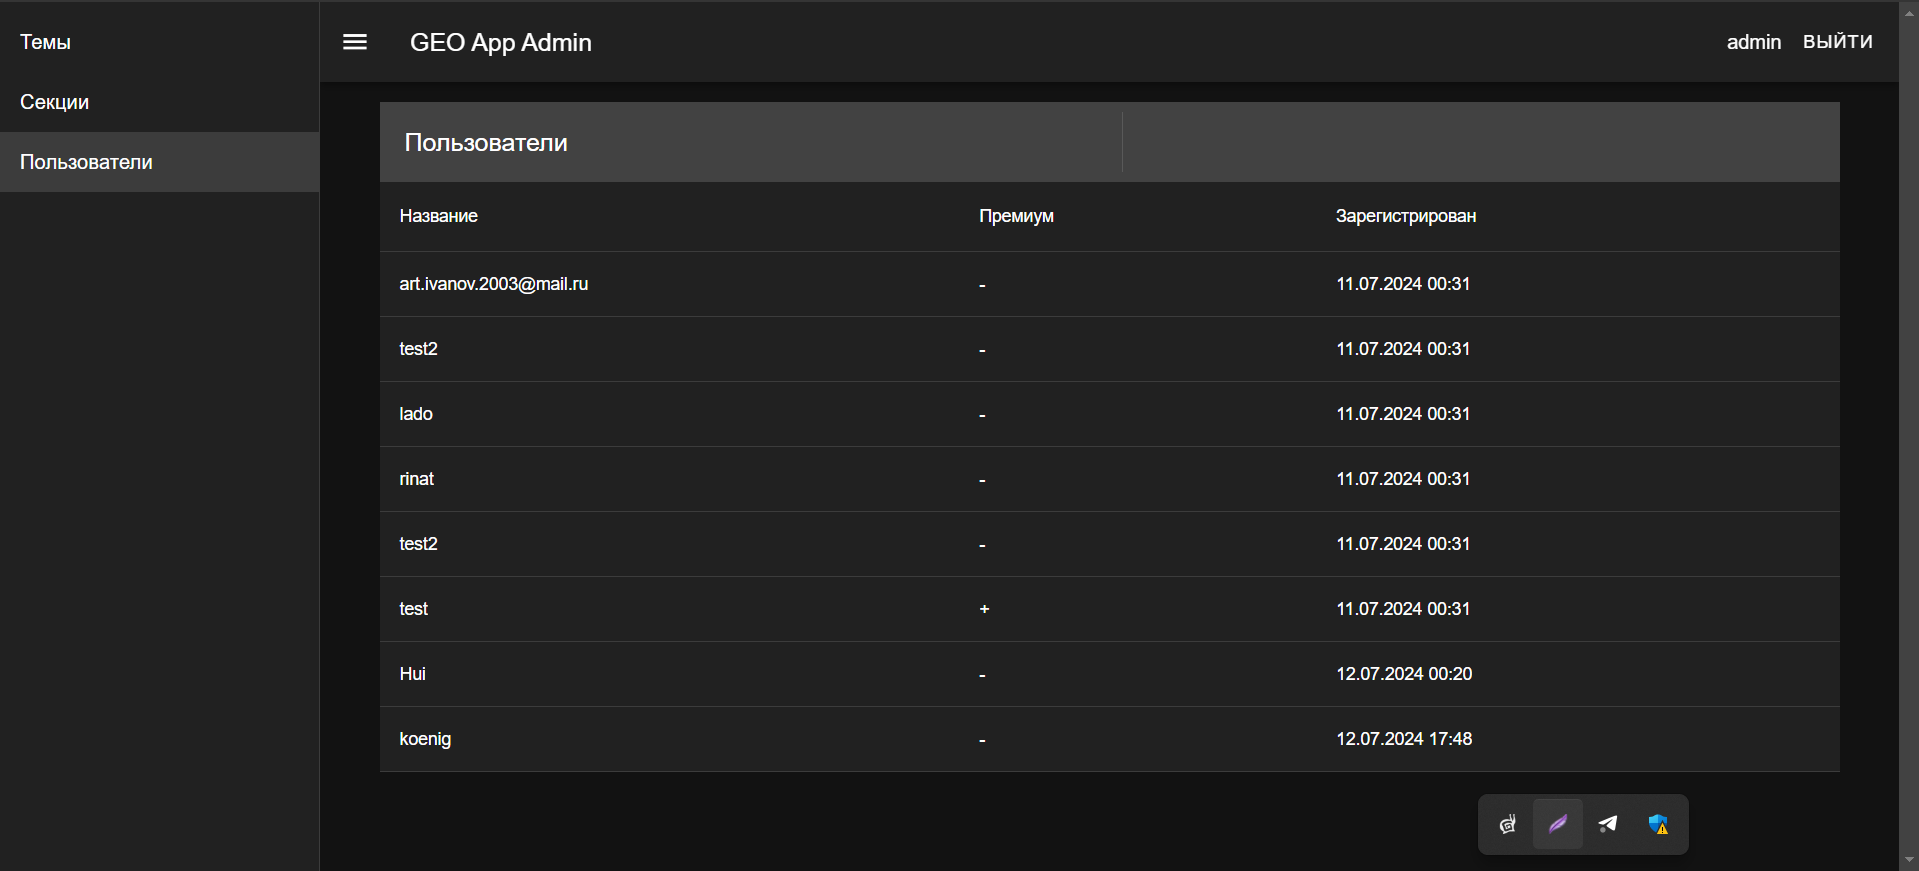 Темы
Секции
Пользователи
GEO App Admin
admin ВЫЙТИ
Пользователи
Название Премиум Зарегистрирован
art.ivanov.2003@mail.ru - 11.07.2024 00:31
test2 - 11.07.2024 00:31
lado - 11.07.2024 00:31
rinat - 11.07.2024 00:31
test2 - 11.07.2024 00:31
test + 11.07.2024 00:31
Hui - 12.07.2024 00:20
koenig - 12.07.2024 17:48